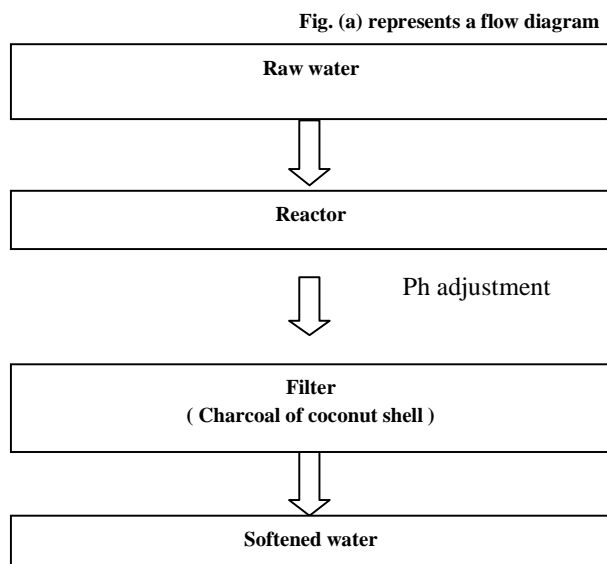 Fig. (a) represents a flow diagram
Raw water
Reactor
Ph adjustment
Filter
( Charcoal of coconut shell )
Softened water